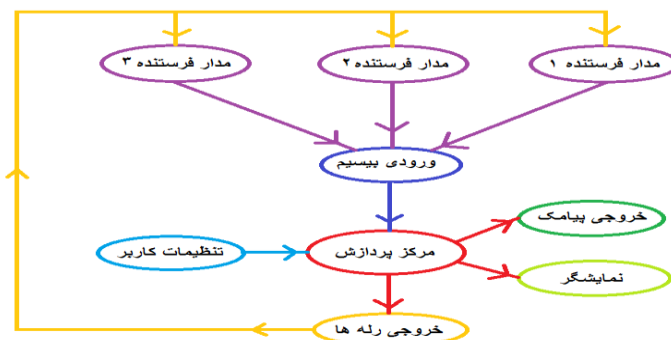 مدار فرستنده ۱
مدار فرستنده ۲
مدار فرستنده ۳
ورودی بیسیم
خروجی پیامک
تنظیمات کاربر
مرکز پردازش
نمایشگر
خروجی رله ها